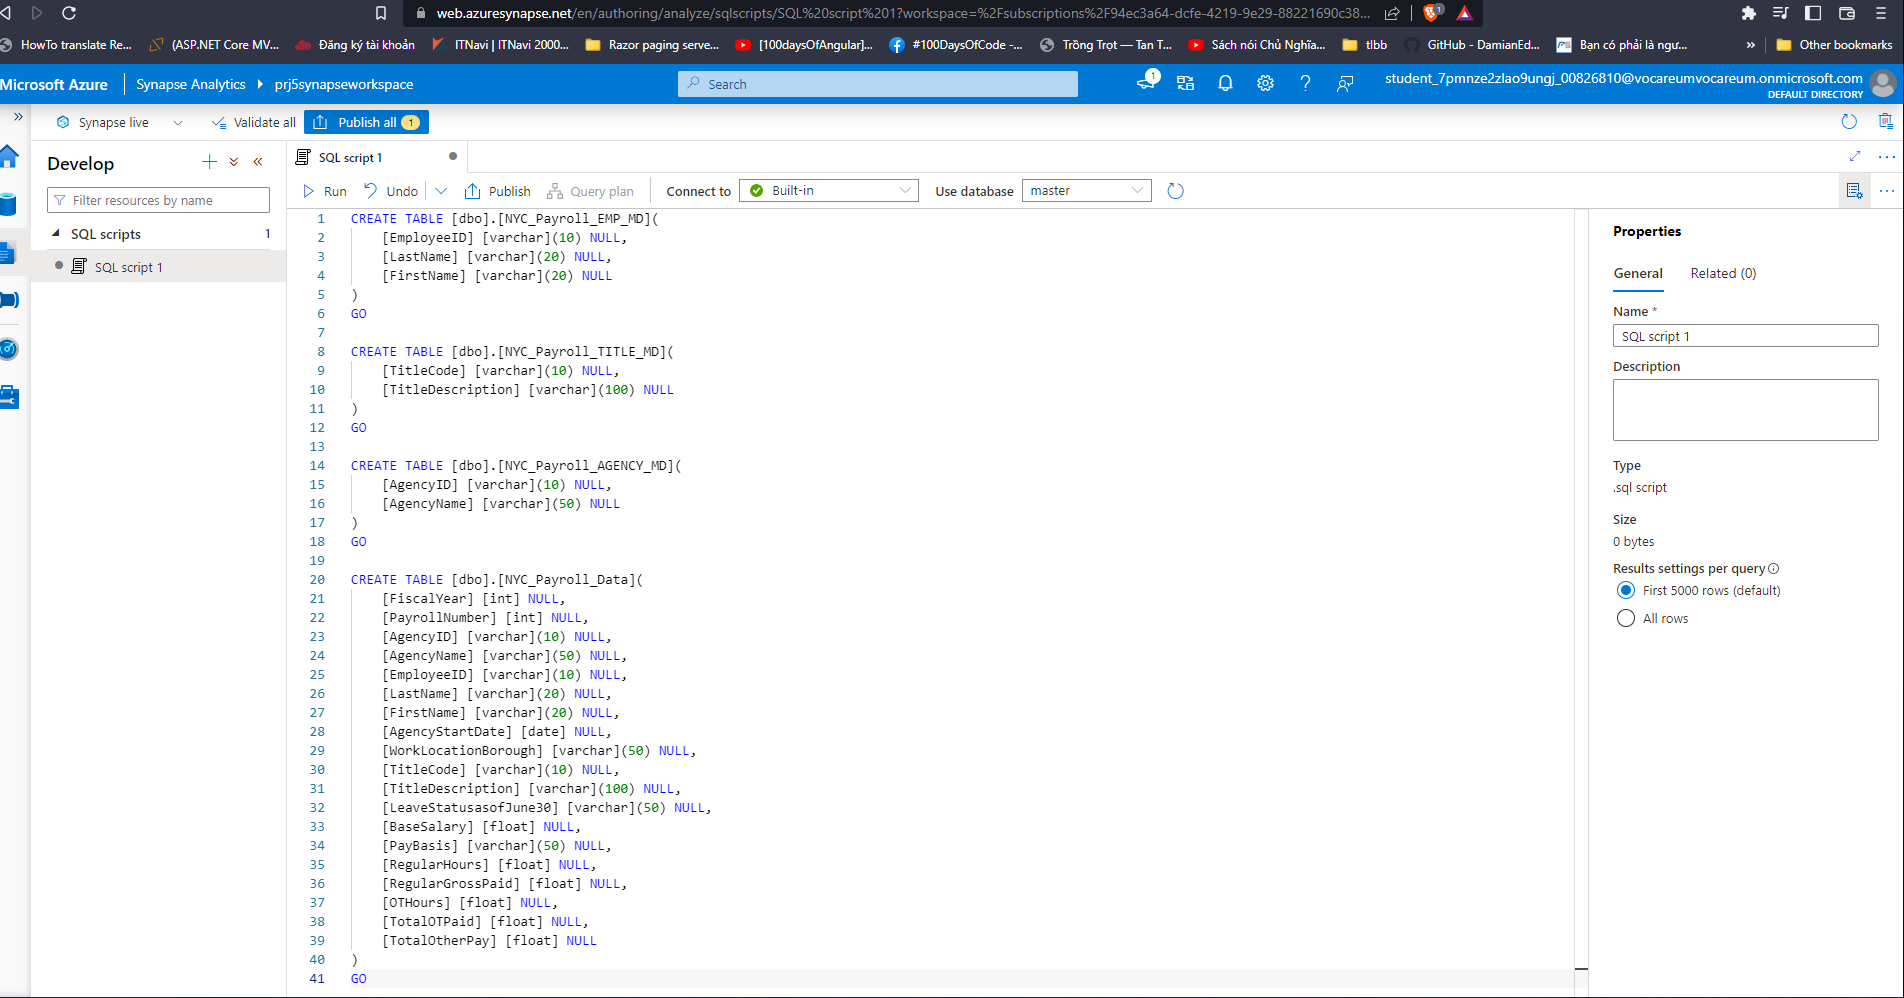 web.azuresynapse.net/en/authoring/analyze/sqlscripts/SQL%20script%201?workspace=%2Fsubscriptions%2F94ec3a64-dcfe-4219-9e29-88221690c38...
1
HowTo translate Re...
(ASP.NET Core MV...
Đăng ký tài khoản
ITNavi | ITNavi 2000...
Razor paging serve...
[100daysOfAngular]...
#100DaysOfCode -...
Trồng Trọt — Tan T...
Sách nói Chủ Nghĩa...
tlbb
GitHub - DamianEd...
Bạn có phải là ngư...
»
Other bookmarks
Microsoft Azure
Synapse Analytics
prj5synapseworkspace
Search
1
student_7pmnze2zlao9ungj_00826810@vocareumvocareum.onmicrosoft.com
DEFAULT DIRECTORY
Synapse live
Validate all
Publish all 1
Develop
SQL script 1
Run
Undo
Publish
Query plan
Connect to
Built-in
Use database
master
Filter resources by name
SQL scripts 1
SQL script 1
1 CREATE TABLE [dbo].[NYC_Payroll_EMP_MD](
2 [EmployeeID] [varchar](10) NULL,
3 [LastName] [varchar](20) NULL,
4 [FirstName] [varchar](20) NULL
5 )
6 GO
7
8 CREATE TABLE [dbo].[NYC_Payroll_TITLE_MD](
9 [TitleCode] [varchar](10) NULL,
10 [TitleDescription] [varchar](100) NULL
11 )
12 GO
13
14 CREATE TABLE [dbo].[NYC_Payroll_AGENCY_MD](
15 [AgencyID] [varchar](10) NULL,
16 [AgencyName] [varchar](50) NULL
17 )
18 GO
19
20 CREATE TABLE [dbo].[NYC_Payroll_Data](
21 [FiscalYear] [int] NULL,
22 [PayrollNumber] [int] NULL,
23 [AgencyID] [varchar](10) NULL,
24 [AgencyName] [varchar](50) NULL,
25 [EmployeeID] [varchar](10) NULL,
26 [LastName] [varchar](20) NULL,
27 [FirstName] [varchar](20) NULL,
28 [AgencyStartDate] [date] NULL,
29 [WorkLocationBorough] [varchar](50) NULL,
30 [TitleCode] [varchar](10) NULL,
31 [TitleDescription] [varchar](100) NULL,
32 [LeaveStatusasofJune30] [varchar](50) NULL,
33 [BaseSalary] [float] NULL,
34 [PayBasis] [varchar](50) NULL,
35 [RegularHours] [float] NULL,
36 [RegularGrossPaid] [float] NULL,
37 [OTHours] [float] NULL,
38 [TotalOTPaid] [float] NULL,
39 [TotalOtherPay] [float] NULL
40 )
41 GO
Properties
General
Related (0)
Name *
SQL script 1
Description
Type
.sql script
Size
0 bytes
Results settings per query
First 5000 rows (default)
All rows